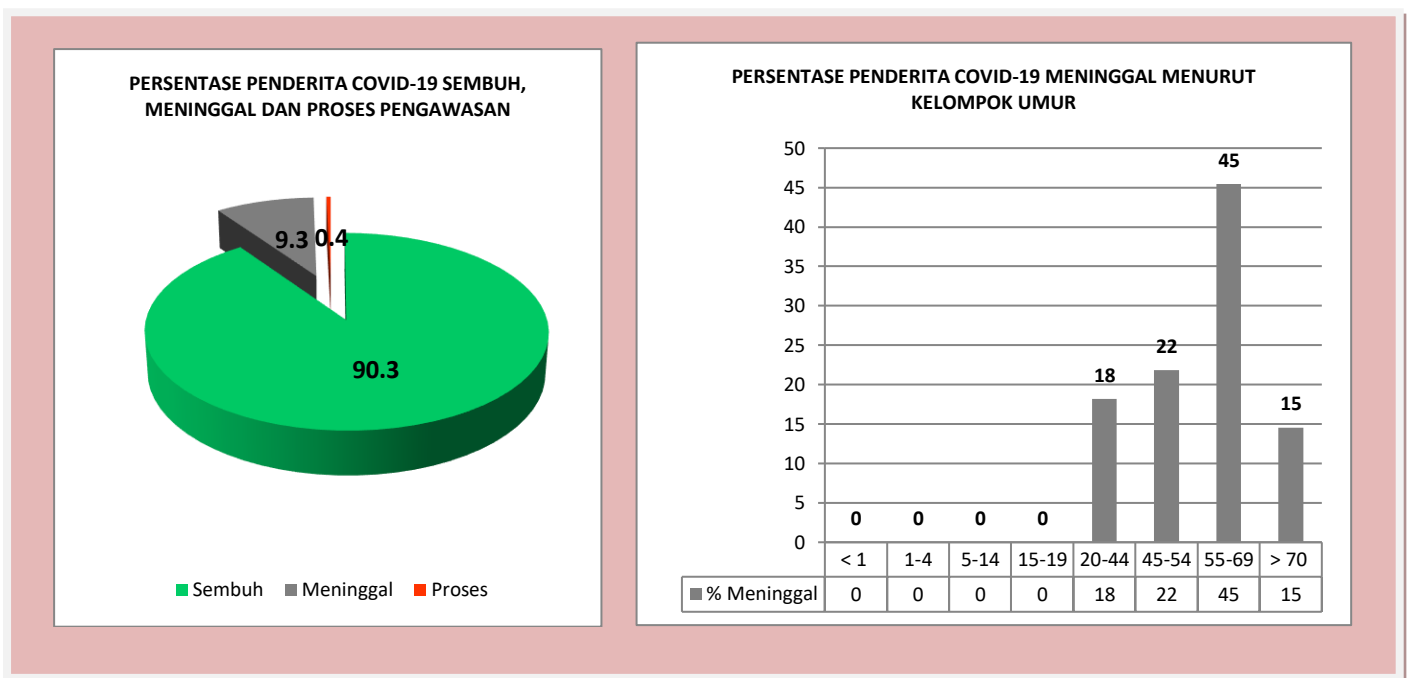 PERSENTASE PENDERITA COVID-19 SEMBUH,
MENINGGAL DAN PROSES PENGAWASAN
9.3
0.4
90.3
Sembuh Meninggal Proses
PERSENTASE PENDERITA COVID-19 MENINGGAL MENURUT
KELOMPOK UMUR
50
45
40
35
30
25
20
15
10
5
0
0 0 0 0 18 22 45 15
< 1 1-4 5-14 15-19 20-44 45-54 55-69 > 70
% Meninggal 0 0 0 0 18 22 45 15